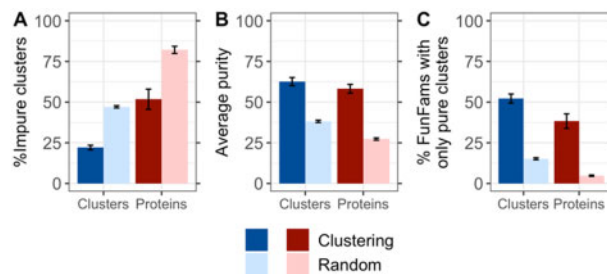 A
%Impure clusters
100
75
50
25
0
Clusters Proteins
B
Average purity
100
75
50
25
0
Clusters Proteins
C
% FunFams with
only pure clusters
100
75
50
25
0
Clusters Proteins
Clustering
Random